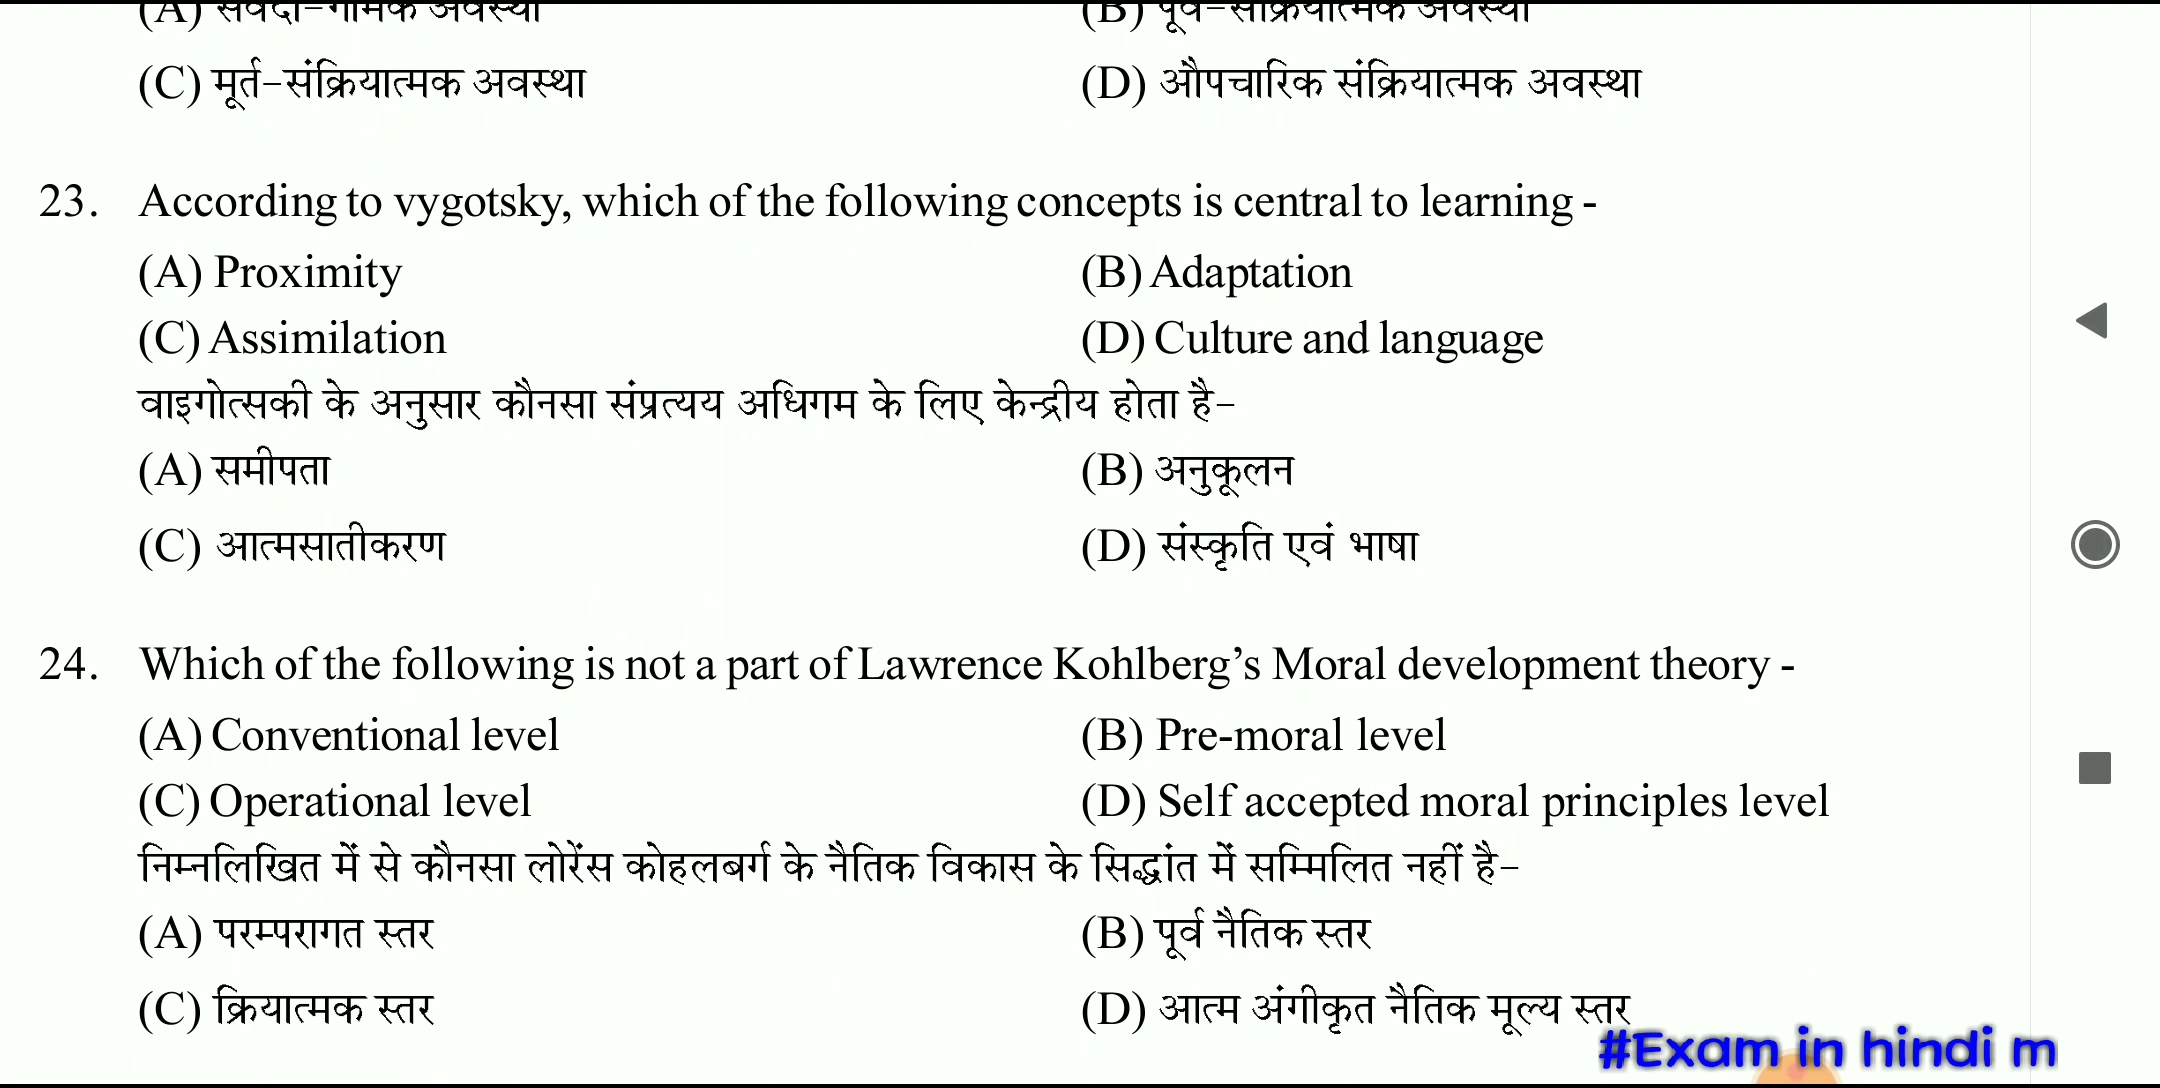 (A) संवेदी-गामक अवस्था (B) पूर्व-संक्रियात्मक अवस्था
(C) मूर्त-संक्रियात्मक अवस्था (D) औपचारिक संक्रियात्मक अवस्था
23. According to vygotsky, which of the following concepts is central to learning -
(A) Proximity (B) Adaptation
(C) Assimilation (D) Culture and language
वाइगोत्सकी के अनुसार कौनसा संप्रत्यय अधिगम के लिए केन्द्रीय होता है-
(A) समीपता (B) अनुकूलन
(C) आत्मसातीकरण (D) संस्कृति एवं भाषा
24. Which of the following is not a part of Lawrence Kohlberg’s Moral development theory -
(A) Conventional level (B) Pre-moral level
(C) Operational level (D) Self accepted moral principles level
निम्नलिखित में से कौनसा लोरेंस कोहलबर्ग के नैतिक विकास के सिद्धांत में सम्मिलित नहीं है-
(A) परम्परागत स्तर (B) पूर्व नैतिक स्तर
(C) क्रियात्मक स्तर (D) आत्म अंगीकृत नैतिक मूल्य स्तर
#Exam in hindi m